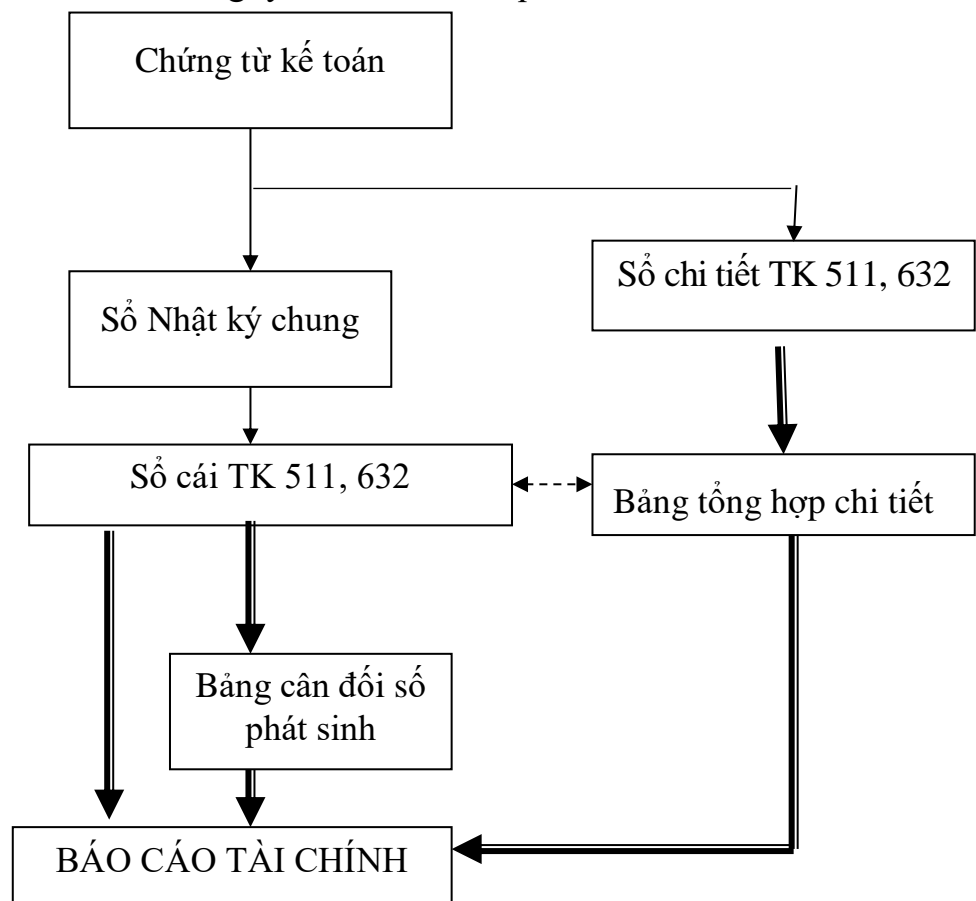 Chứng từ kế toán
Sổ chi tiết TK 511, 632
Sổ Nhật ký chung
Sổ cái TK 511, 632
Bảng tổng hợp chi tiết
Bảng cân đối số
phát sinh
BÁO CÁO TÀI CHÍNH